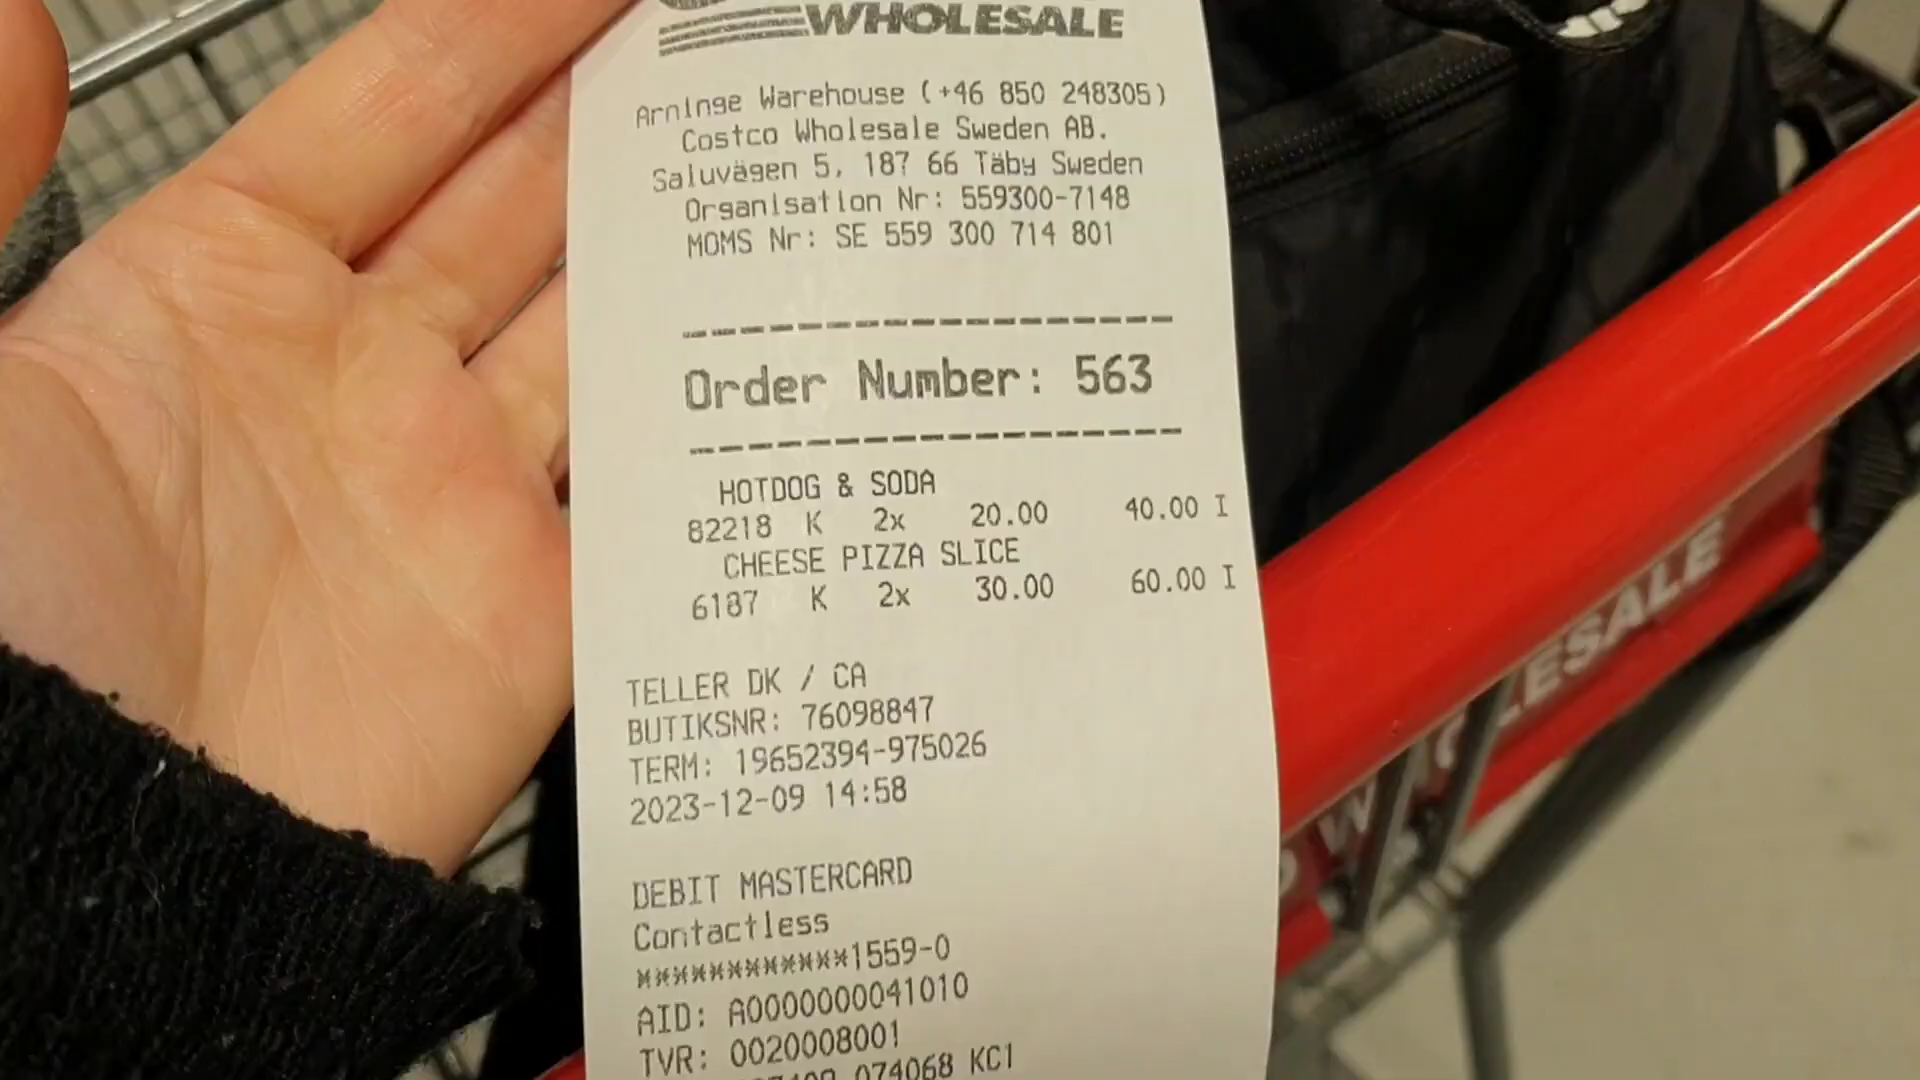 WHOLESALE
Arninge Warehouse (+46 850 248305)
Costco Wholesale Sweden AB.
Saluvägen 5, 187 66 Täby Sweden
Organisation Nr: 559300-7148
MOMS Nr: SE 559 300 714 801
Order Number: 563
HOTDOG & SODA
82218 K 2x 20.00 40.00 I
CHEESE PIZZA SLICE
6187 K 2x 30.00 60.00 I
TELLER DK / CA
BUTIKSNR: 76098847
TERM: 19652394-975026
2023-12-09 14:58
DEBIT MASTERCARD
Contactless
************1559-0
AID: A0000000041010
TVR: 0020008001
074068 KC1